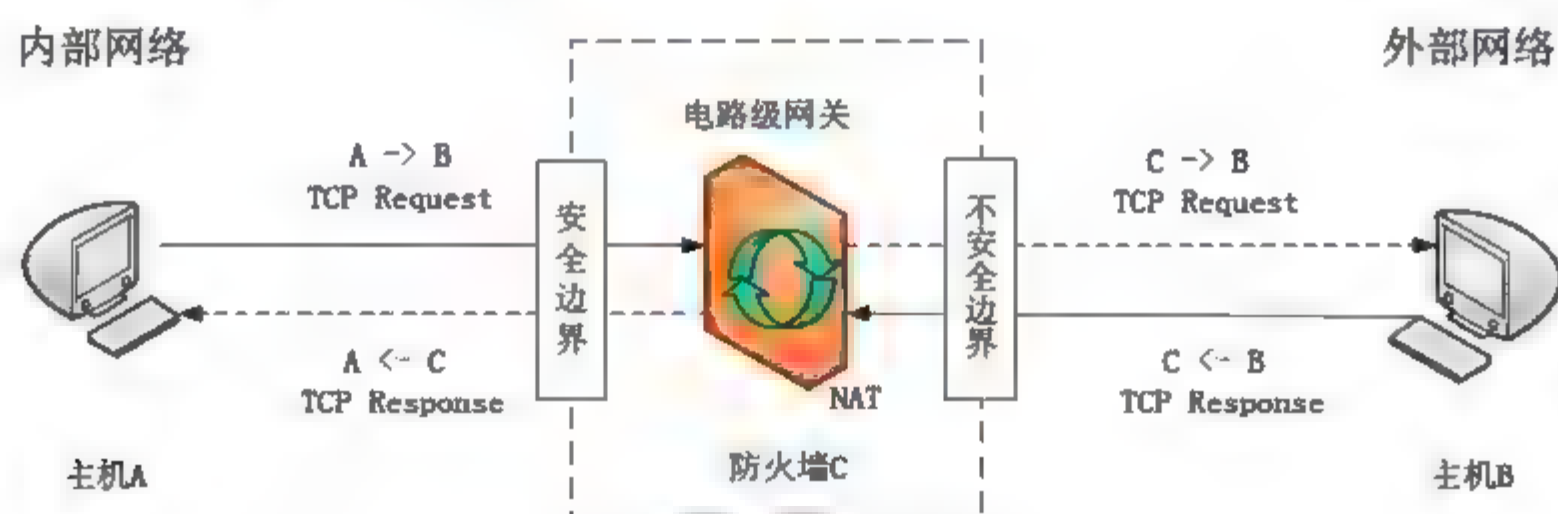 内部网络
外部网络
电路级网关
A -> B
TCP Request
C -> B
TCP Request
安全边界
不安全边界
A <- C
TCP Response
NAT
C <- B
TCP Response
主机A
防火墙C
主机B